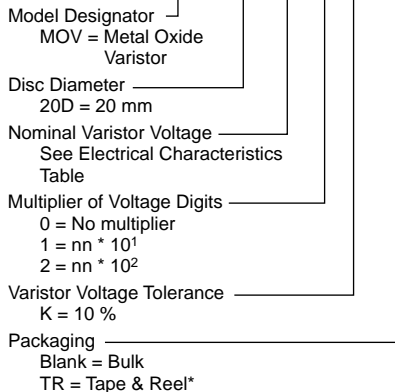 Model Designator
MOV = Metal Oxide
Varistor
Disc Diameter
20D = 20 mm
Nominal Varistor Voltage
See Electrical Characteristics
Table
Multiplier of Voltage Digits
0 = No multiplier
1 = nn * 10¹
2 = nn * 10²
Varistor Voltage Tolerance
K = 10 %
Packaging
Blank = Bulk
TR = Tape & Reel*